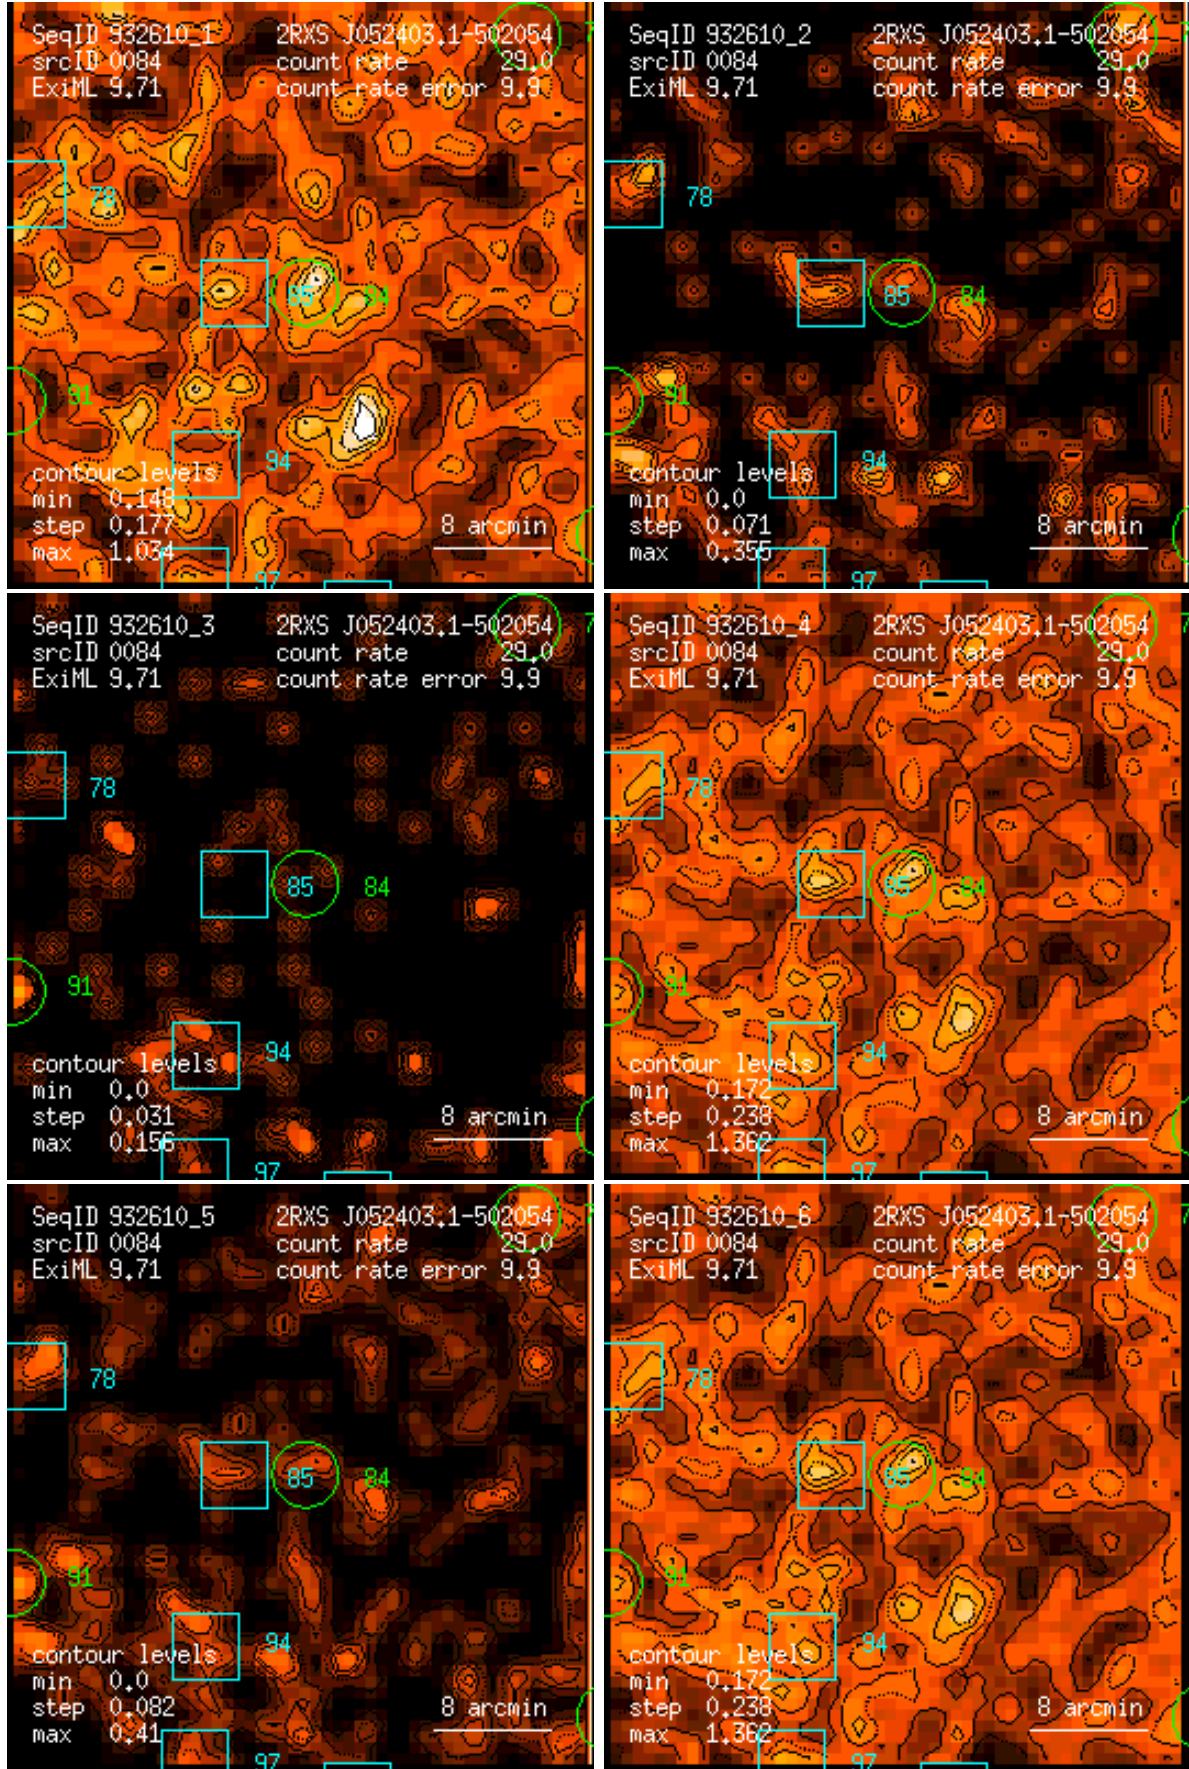 SeqID 932610_1 2RXS J052403.1-502054
srcID 0084 count rate 29.0
ExiML 9.71 count rate error 9.9
78
85 84
91
94
contour levels
min 0.148
step 0.177 8 arcmin
max 1.034
97
SeqID 932610_2 2RXS J052403.1-502054
srcID 0084 count rate 29.0
ExiML 9.71 count rate error 9.9
78
85 84
91
94
contour levels
min 0.0
step 0.071 8 arcmin
max 0.355
97
SeqID 932610_3 2RXS J052403.1-502054
srcID 0084 count rate 29.0
ExiML 9.71 count rate error 9.9
78
85 84
91
94
contour levels
min 0.0
step 0.031 8 arcmin
max 0.156
97
SeqID 932610_4 2RXS J052403.1-502054
srcID 0084 count rate 29.0
ExiML 9.71 count rate error 9.9
78
85 84
91
94
contour levels
min 0.172
step 0.238 8 arcmin
max 1.362
97
SeqID 932610_5 2RXS J052403.1-502054
srcID 0084 count rate 29.0
ExiML 9.71 count rate error 9.9
78
85 84
91
94
contour levels
min 0.0
step 0.082 8 arcmin
max 0.41
97
SeqID 932610_6 2RXS J052403.1-502054
srcID 0084 count rate 29.0
ExiML 9.71 count rate error 9.9
78
85 84
91
94
contour levels
min 0.172
step 0.238 8 arcmin
max 1.362
97